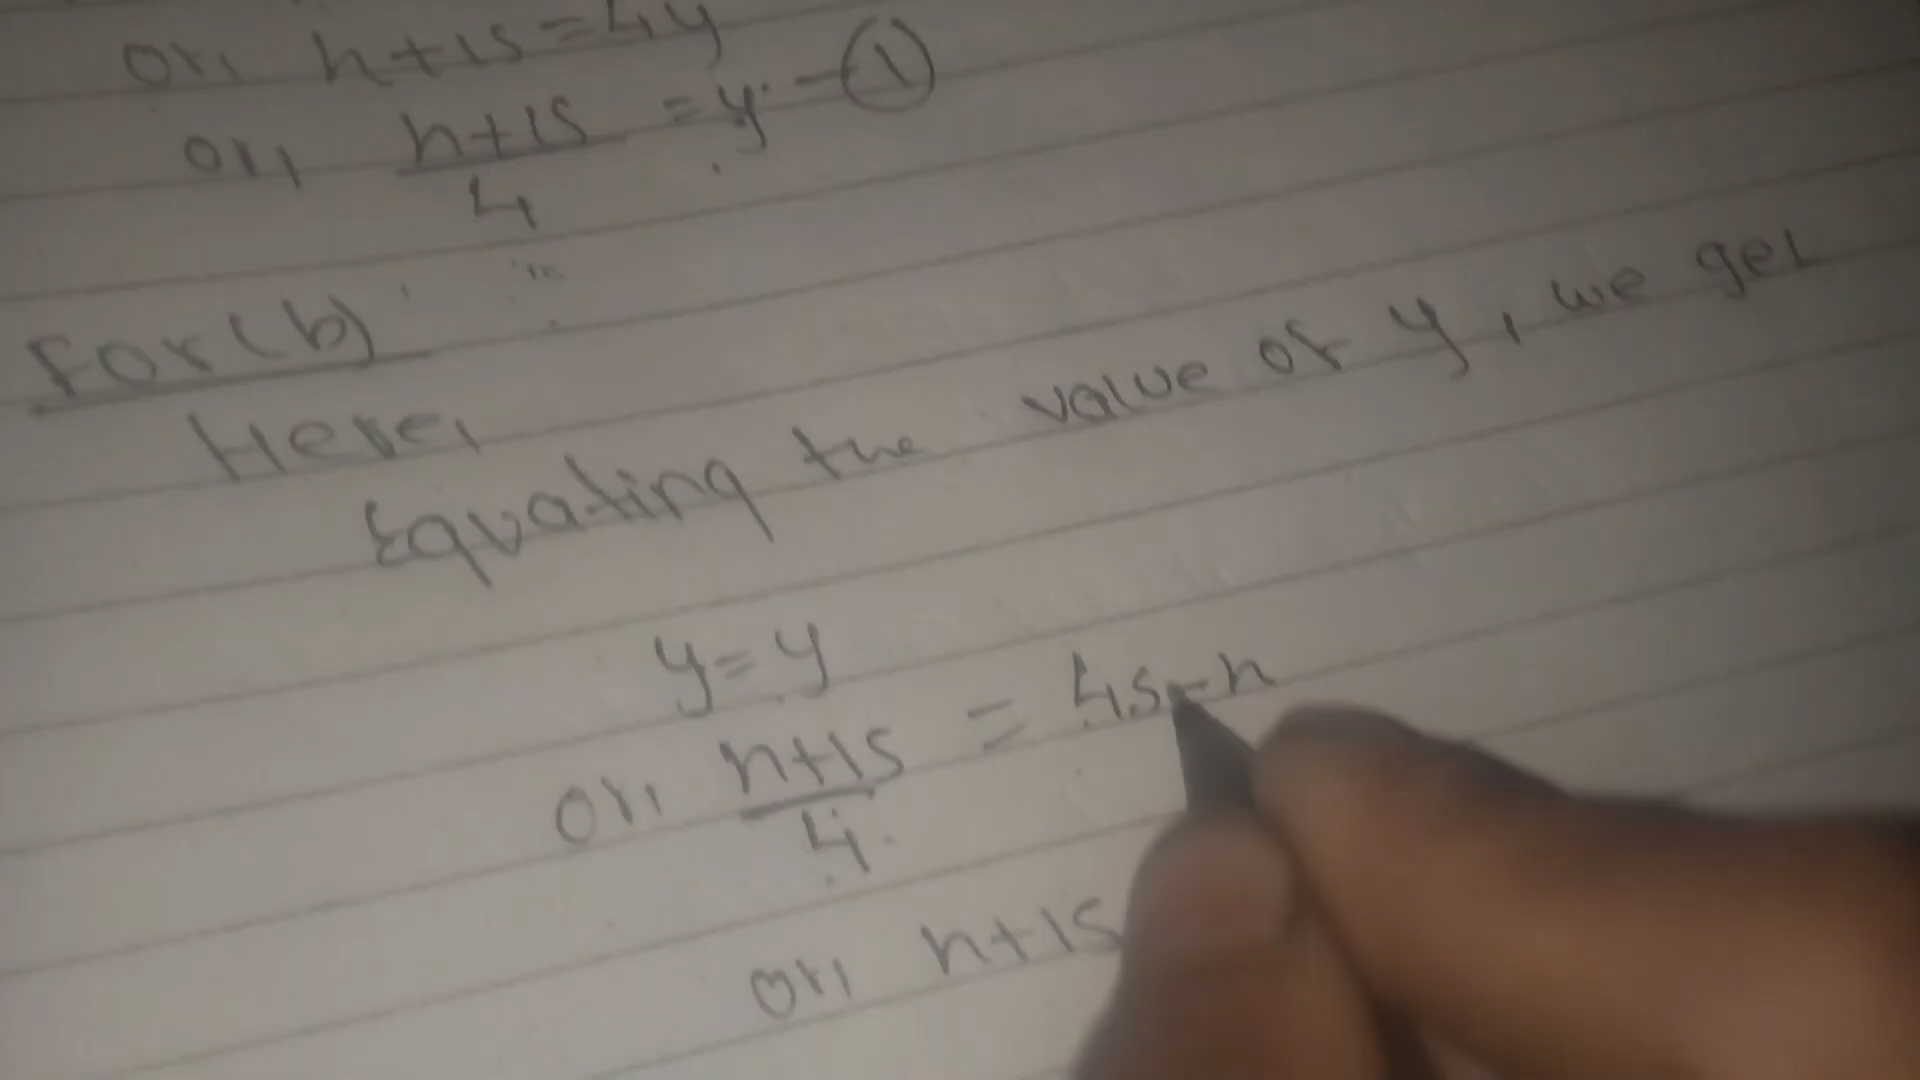 or, n+15=4y
or, n+15/4 =y. - ①
For (b)
Here,
Equating the value of y, we get
y=y
or, n+15/4 = 45-n
or, n+15